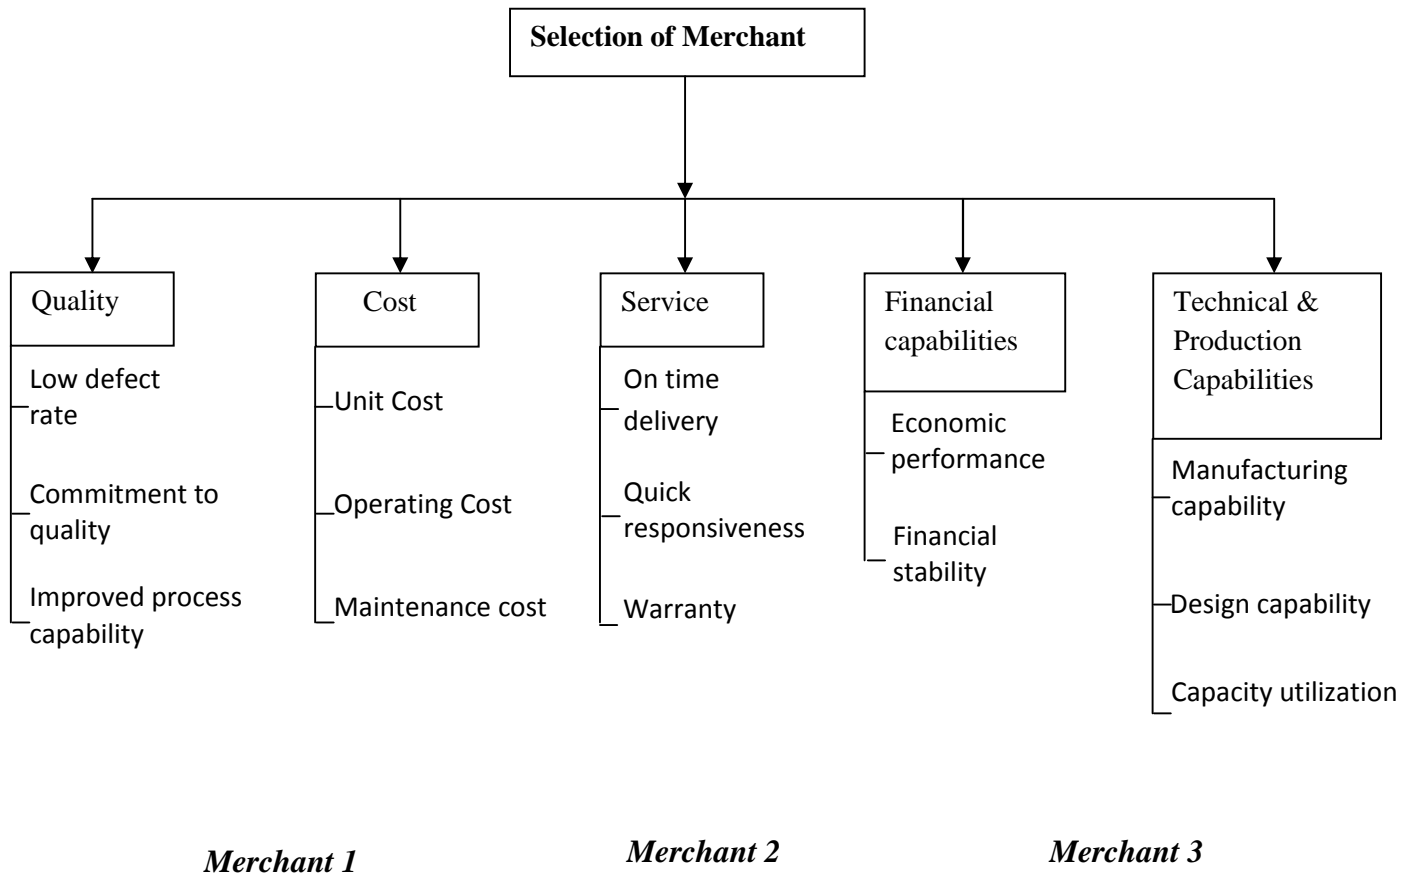 Selection of Merchant
Quality
Low defect
rate
Commitment to
quality
Improved process
capability
Cost
Unit Cost
Operating Cost
Maintenance cost
Service
On time
delivery
Quick
responsiveness
Warranty
Financial
capabilities
Economic
performance
Financial
stability
Technical &
Production
Capabilities
Manufacturing
capability
Design capability
Capacity utilization
Merchant 1
Merchant 2
Merchant 3